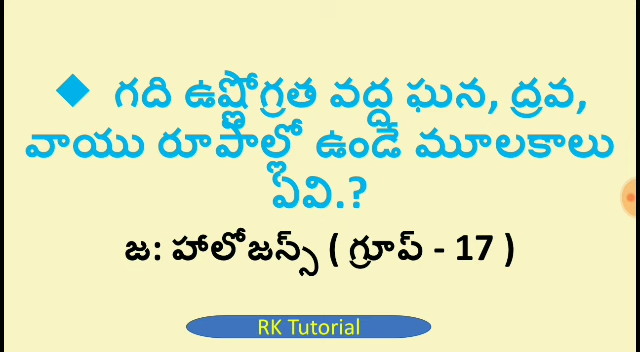 ◆ గది ఉష్ణోగ్రత వద్ద ఘన, ద్రవ,
వాయు రూపాల్లో ఉండే మూలకాలు
ఏవి.?
జ: హాలోజన్స్ ( గ్రూప్ - 17 )
RK Tutorial